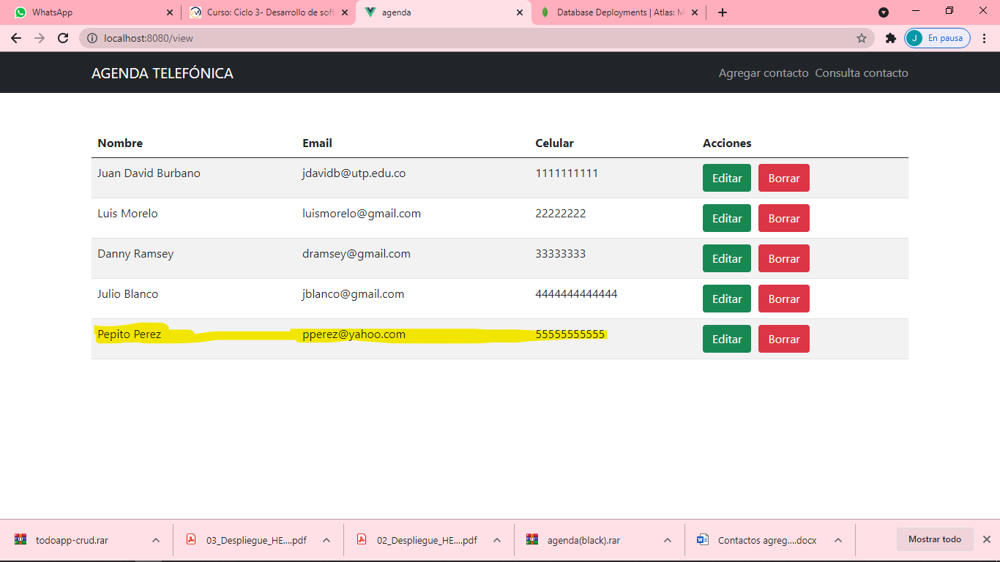 WhatsApp Curso: Ciclo 3- Desarrollo de soft agenda Database Deployments | Atlas: M
localhost:8080/view J En pausa
AGENDA TELEFÓNICA Agregar contacto Consulta contacto
Nombre Email Celular Acciones
Juan David Burbano jdavidb@utp.edu.co 1111111111 Editar Borrar
Luis Morelo luismorelo@gmail.com 22222222 Editar Borrar
Danny Ramsey dramsey@gmail.com 33333333 Editar Borrar
Julio Blanco jblanco@gmail.com 4444444444444 Editar Borrar
Pepito Perez pperez@yahoo.com 55555555555 Editar Borrar
todoapp-crud.rar 03_Despliegue_HE....pdf 02_Despliegue_HE....pdf agenda(black).rar Contactos agreg....docx Mostrar todo